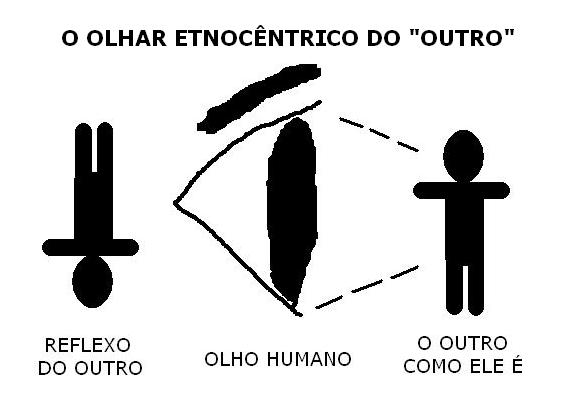 O OLHAR ETNOCÊNTRICO DO "OUTRO"
REFLEXO
DO OUTRO
OLHO HUMANO
O OUTRO
COMO ELE É